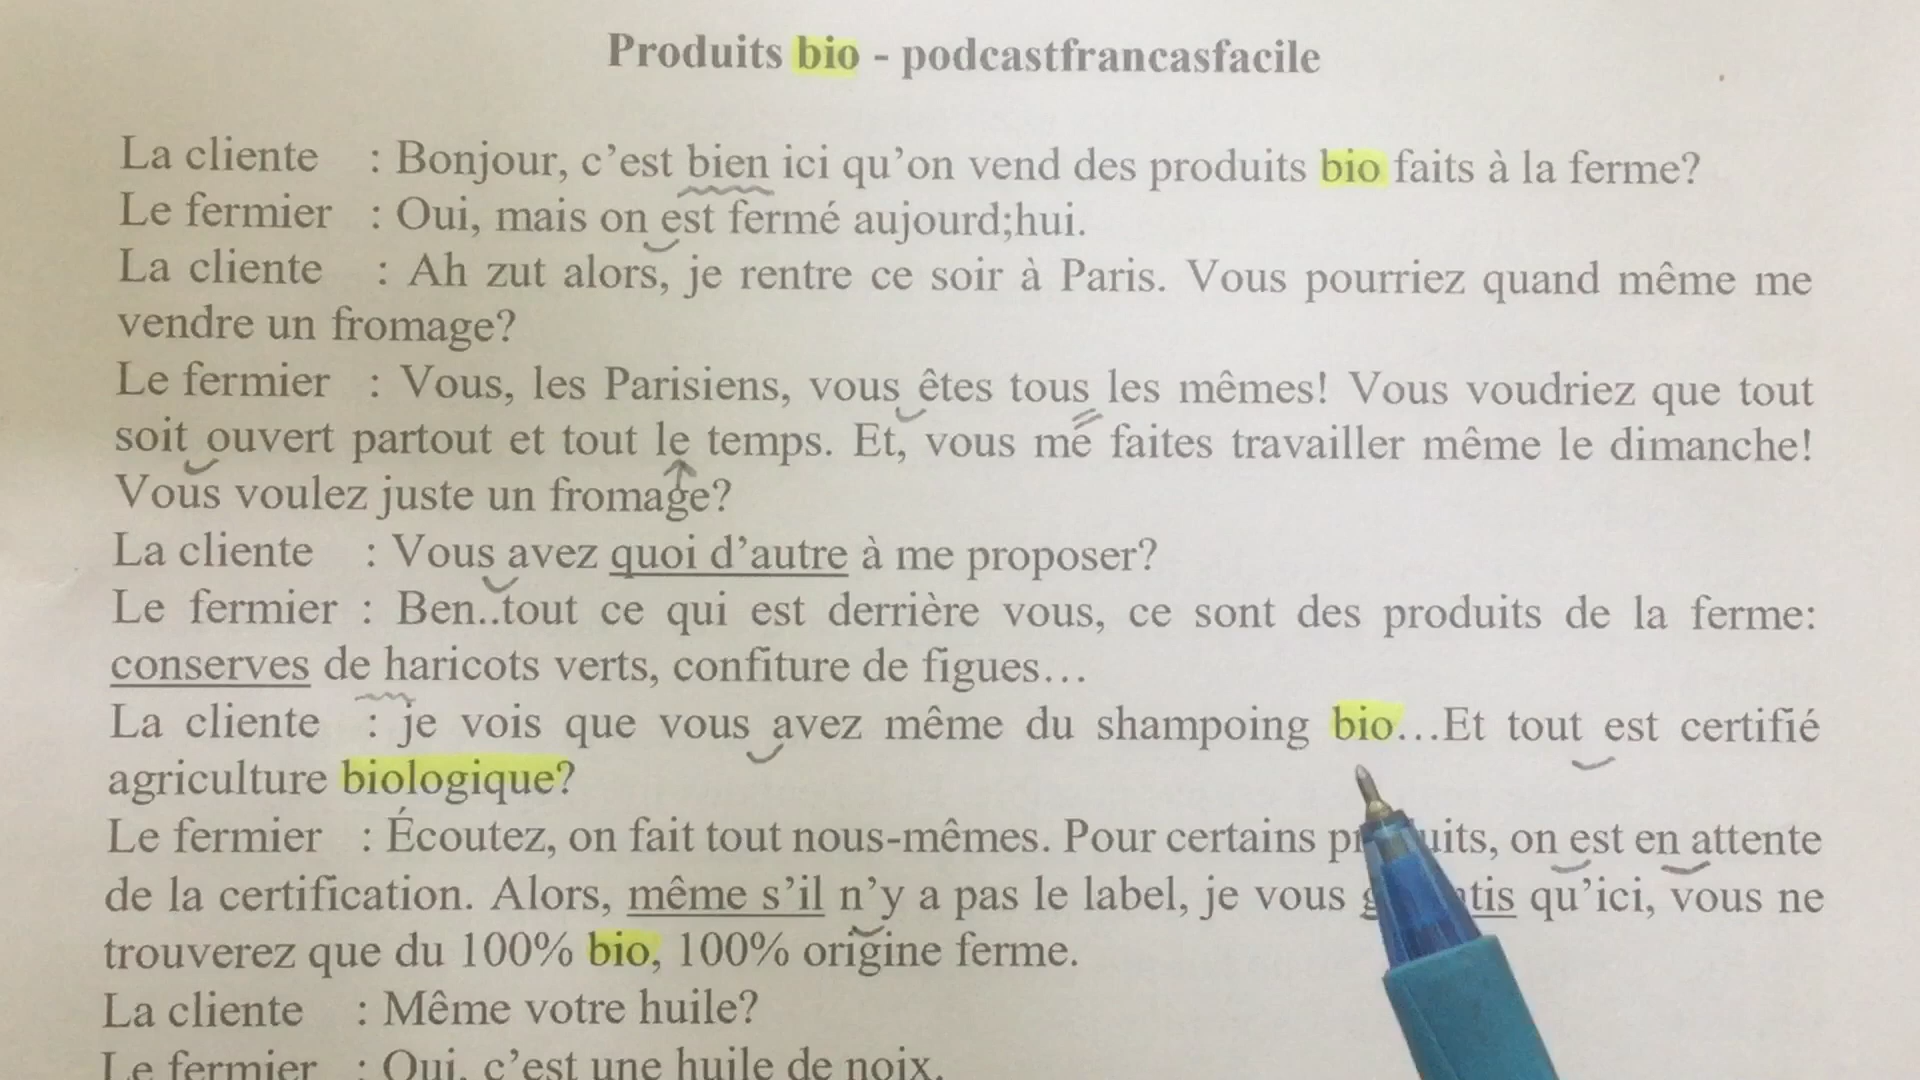 Produits bio - podcastfrancasfacile
La cliente : Bonjour, c'est bien ici qu'on vend des produits bio faits à la ferme?
Le fermier : Oui, mais on est fermé aujourd;hui.
La cliente : Ah zut alors, je rentre ce soir à Paris. Vous pourriez quand même me
vendre un fromage?
Le fermier : Vous, les Parisiens, vous êtes tous les mêmes! Vous voudriez que tout
soit ouvert partout et tout le temps. Et, vous me faites travailler même le dimanche!
Vous voulez juste un fromage?
La cliente : Vous avez quoi d'autre à me proposer?
Le fermier : Ben..tout ce qui est derrière vous, ce sont des produits de la ferme:
conserves de haricots verts, confiture de figues…
La cliente : je vois que vous avez même du shampoing bio…Et tout est certifié
agriculture biologique?
Le fermier : Écoutez, on fait tout nous-mêmes. Pour certains on est en attente
de la certification. Alors, même s'il n'y a pas le label, je vous qu'ici, vous ne
trouverez que du 100% bio, 100% origine ferme.
La cliente : Même votre huile?
Le fermier : Oui, c'est une huile de noix.